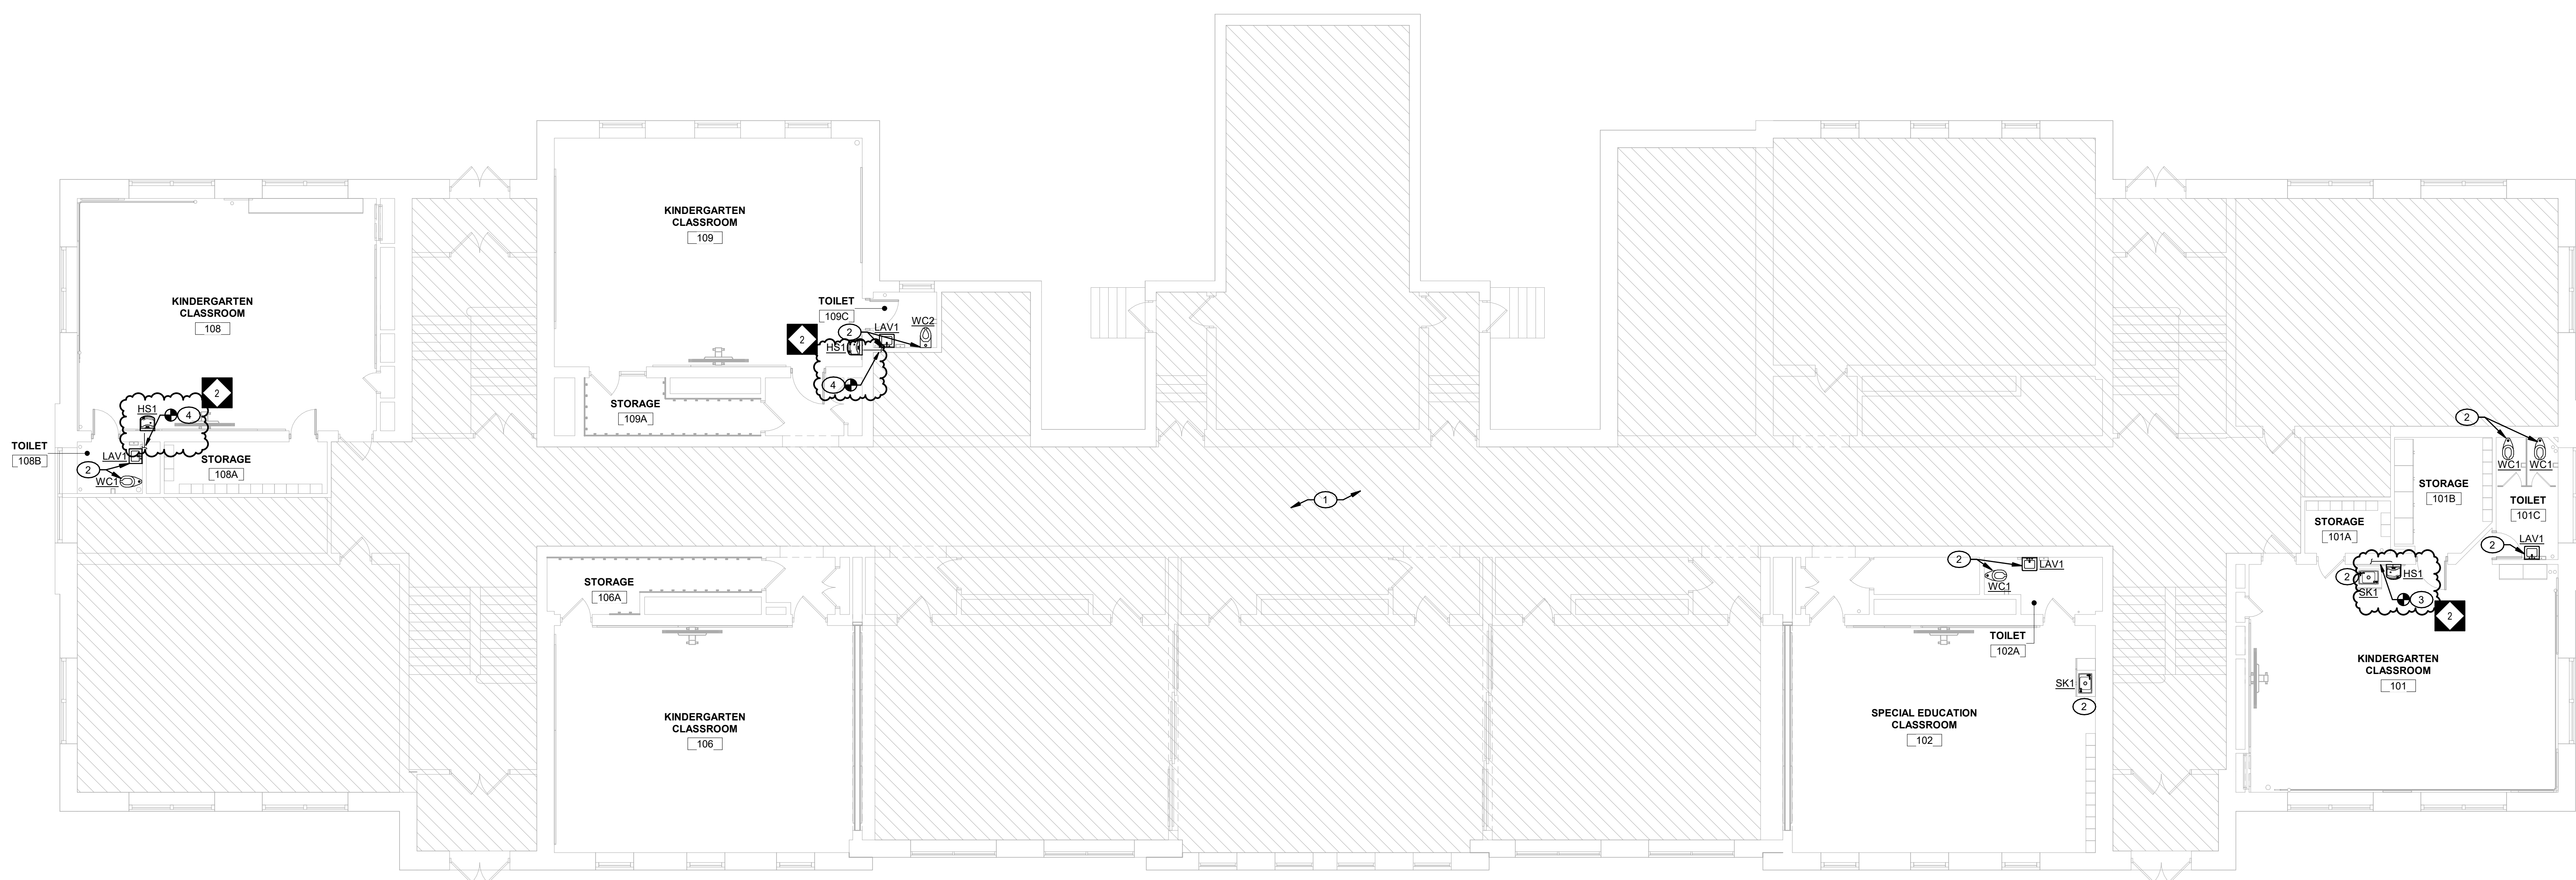 KINDERGARTEN
CLASSROOM
108
2
HS1
4
TOILET
108B
LAV1
2
WC1
STORAGE
108A
KINDERGARTEN
CLASSROOM
109
TOILET
109C
2
2
LAV1
WC2
HS1
4
STORAGE
109A
1
STORAGE
106A
KINDERGARTEN
CLASSROOM
106
2
LAV1
WC1
TOILET
102A
SPECIAL EDUCATION
CLASSROOM
102
SK1
2
2
WC1
WC1
STORAGE
101B
TOILET
101C
STORAGE
101A
2
LAV1
2
SK1
HS1
3
2
KINDERGARTEN
CLASSROOM
101